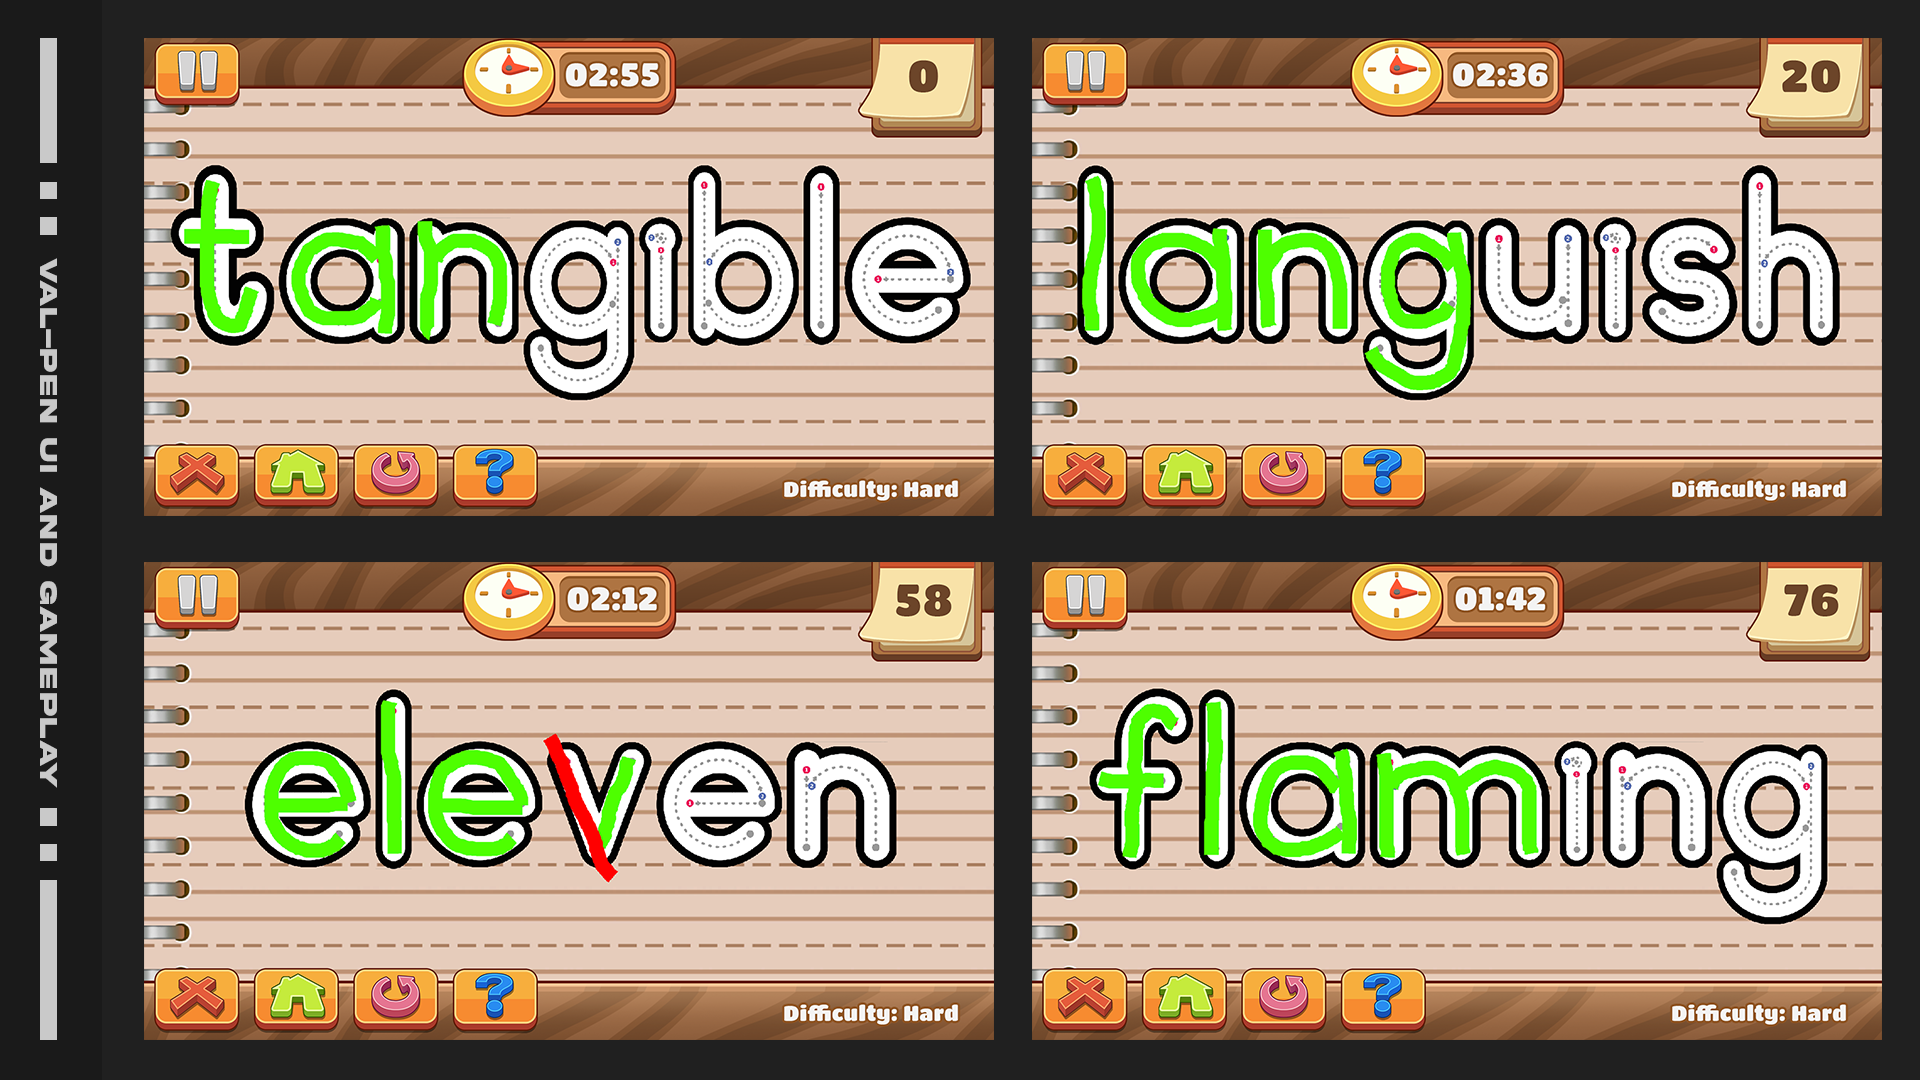 VAL-PEN UI AND GAMEPLAY
02:55
0
tangible
Difficulty: Hard
02:36
20
languish
Difficulty: Hard
02:12
58
eleven
Difficulty: Hard
01:42
76
flaming
Difficulty: Hard